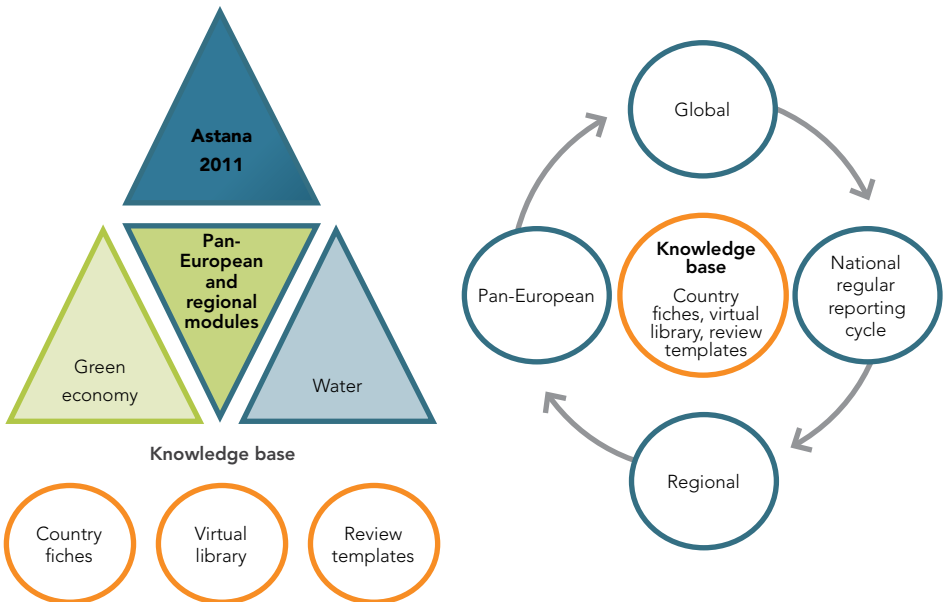 Astana
2011
Pan-
European
and
regional
modules
Green
economy
Water
Knowledge base
Country
fiches
Virtual
library
Review
templates
Global
Pan-European
Knowledge
base
Country
fiches, virtual
library, review
templates
National
regular
reporting
cycle
Regional